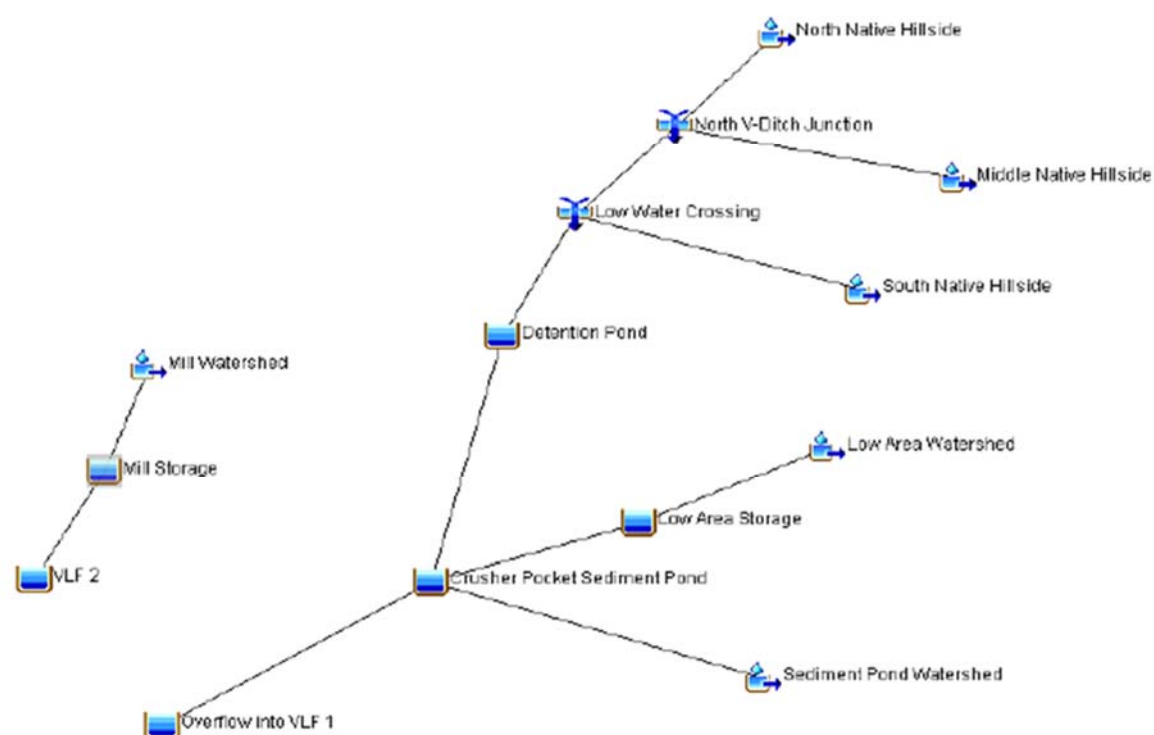 North Native Hillside
North V-Ditch Junction
Middle Native Hillside
Low Water Crossing
South Native Hillside
Detention Pond
Mill Watershed
Low Area Watershed
Mill Storage
Low Area Storage
VLF 2
Crusher Pocket Sediment Pond
Sediment Pond Watershed
Overflow into VLF 1